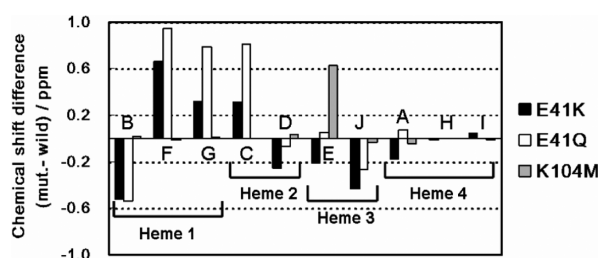 Chemical shift difference
(mut.- wild) / ppm
1.0
0.6
0.2
-0.2
-0.6
-1.0
B
F
G
C
D
E
J
A
H
I
Heme 1
Heme 2
Heme 3
Heme 4
E41K
E41Q
K104M